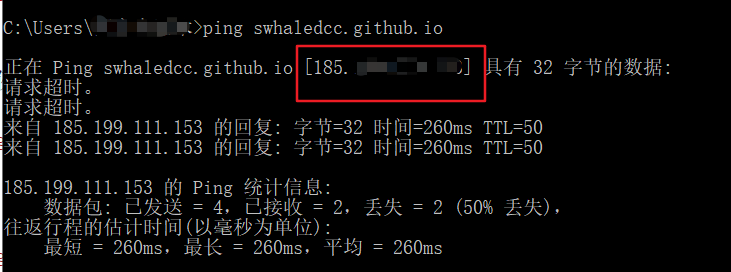 C:\Users\ >ping swhaledcc.github.io
正在 Ping swhaledcc.github.io [185. ] 具有 32 字节的数据:
请求超时。
请求超时。
来自 185.199.111.153 的回复: 字节=32 时间=260ms TTL=50
来自 185.199.111.153 的回复: 字节=32 时间=260ms TTL=50
185.199.111.153 的 Ping 统计信息:
数据包: 已发送 = 4，已接收 = 2，丢失 = 2 (50% 丢失)，
往返行程的估计时间(以毫秒为单位):
最短 = 260ms，最长 = 260ms，平均 = 260ms